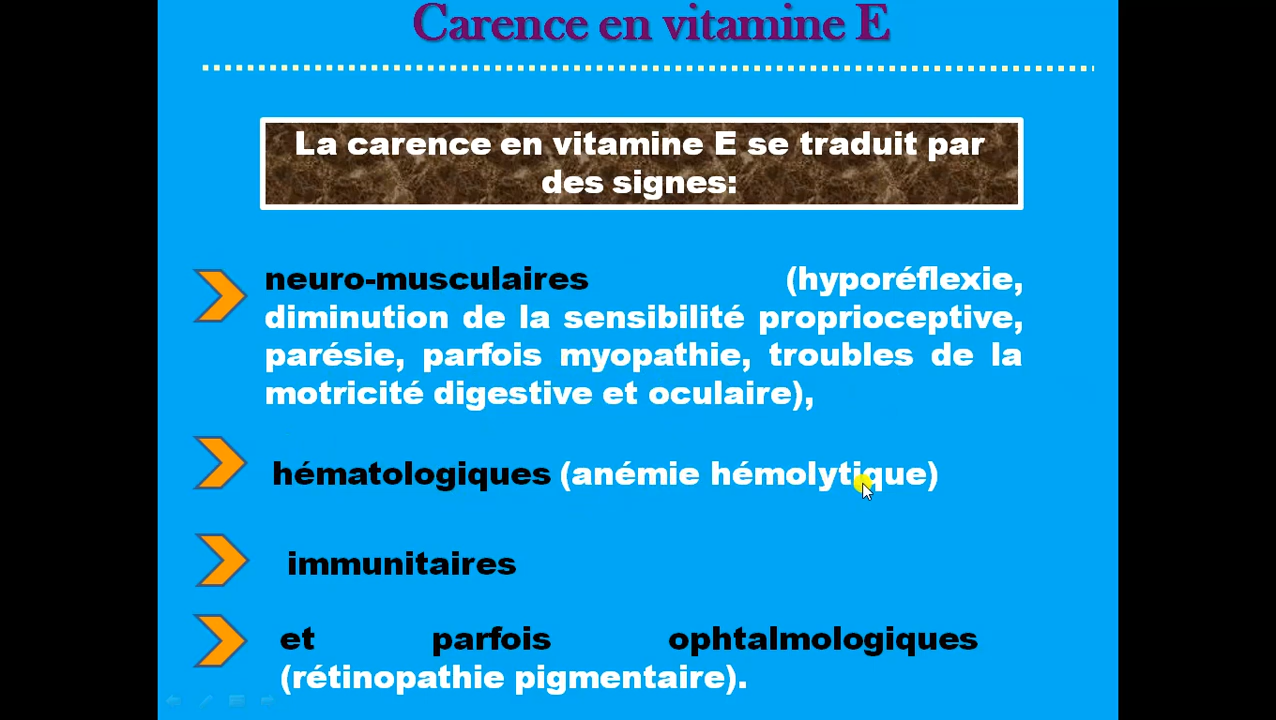 Carence en vitamine E
La carence en vitamine E se traduit par
des signes:
neuro-musculaires (hyporéflexie,
diminution de la sensibilité proprioceptive,
parésie, parfois myopathie, troubles de la
motricité digestive et oculaire),
hématologiques (anémie hémolytique)
immunitaires
et parfois ophtalmologiques
(rétinopathie pigmentaire).